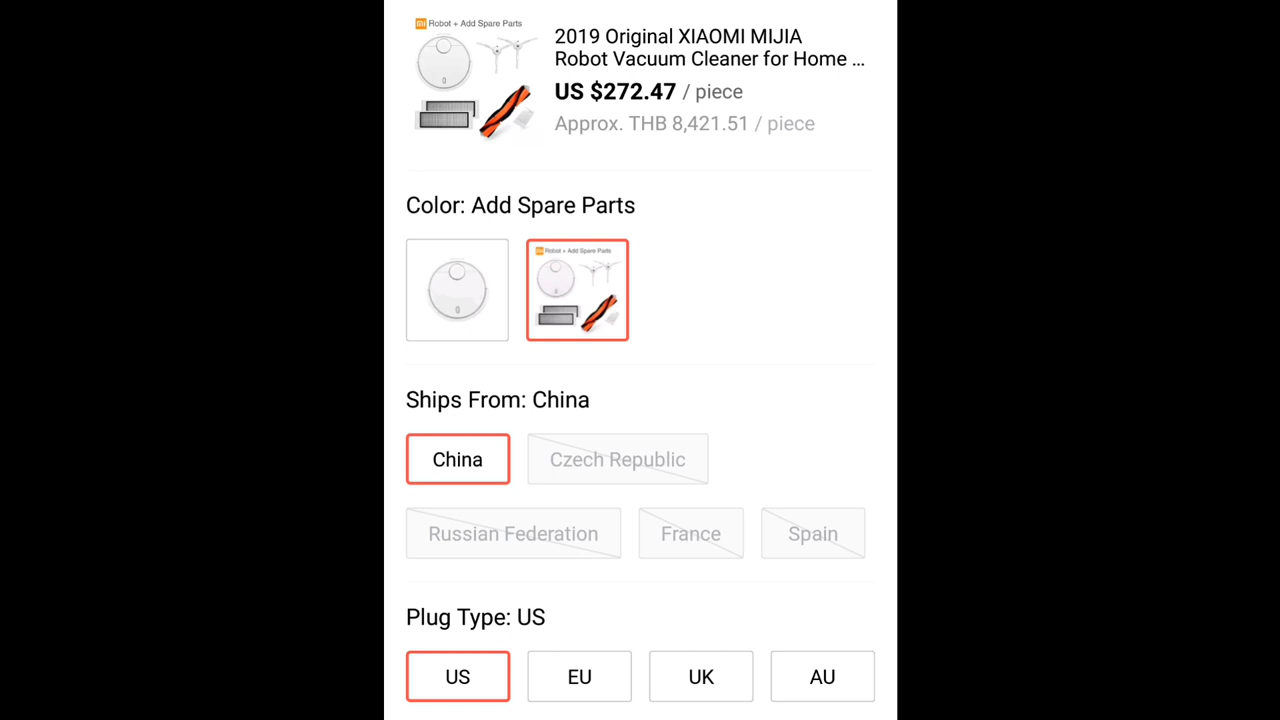 mi Robot + Add Spare Parts
2019 Original XIAOMI MIJIA
Robot Vacuum Cleaner for Home ...
US $272.47 / piece
Approx. THB 8,421.51 / piece
Color: Add Spare Parts
mi Robot + Add Spare Parts
Ships From: China
China
Czech Republic
Russian Federation
France
Spain
Plug Type: US
US
EU
UK
AU